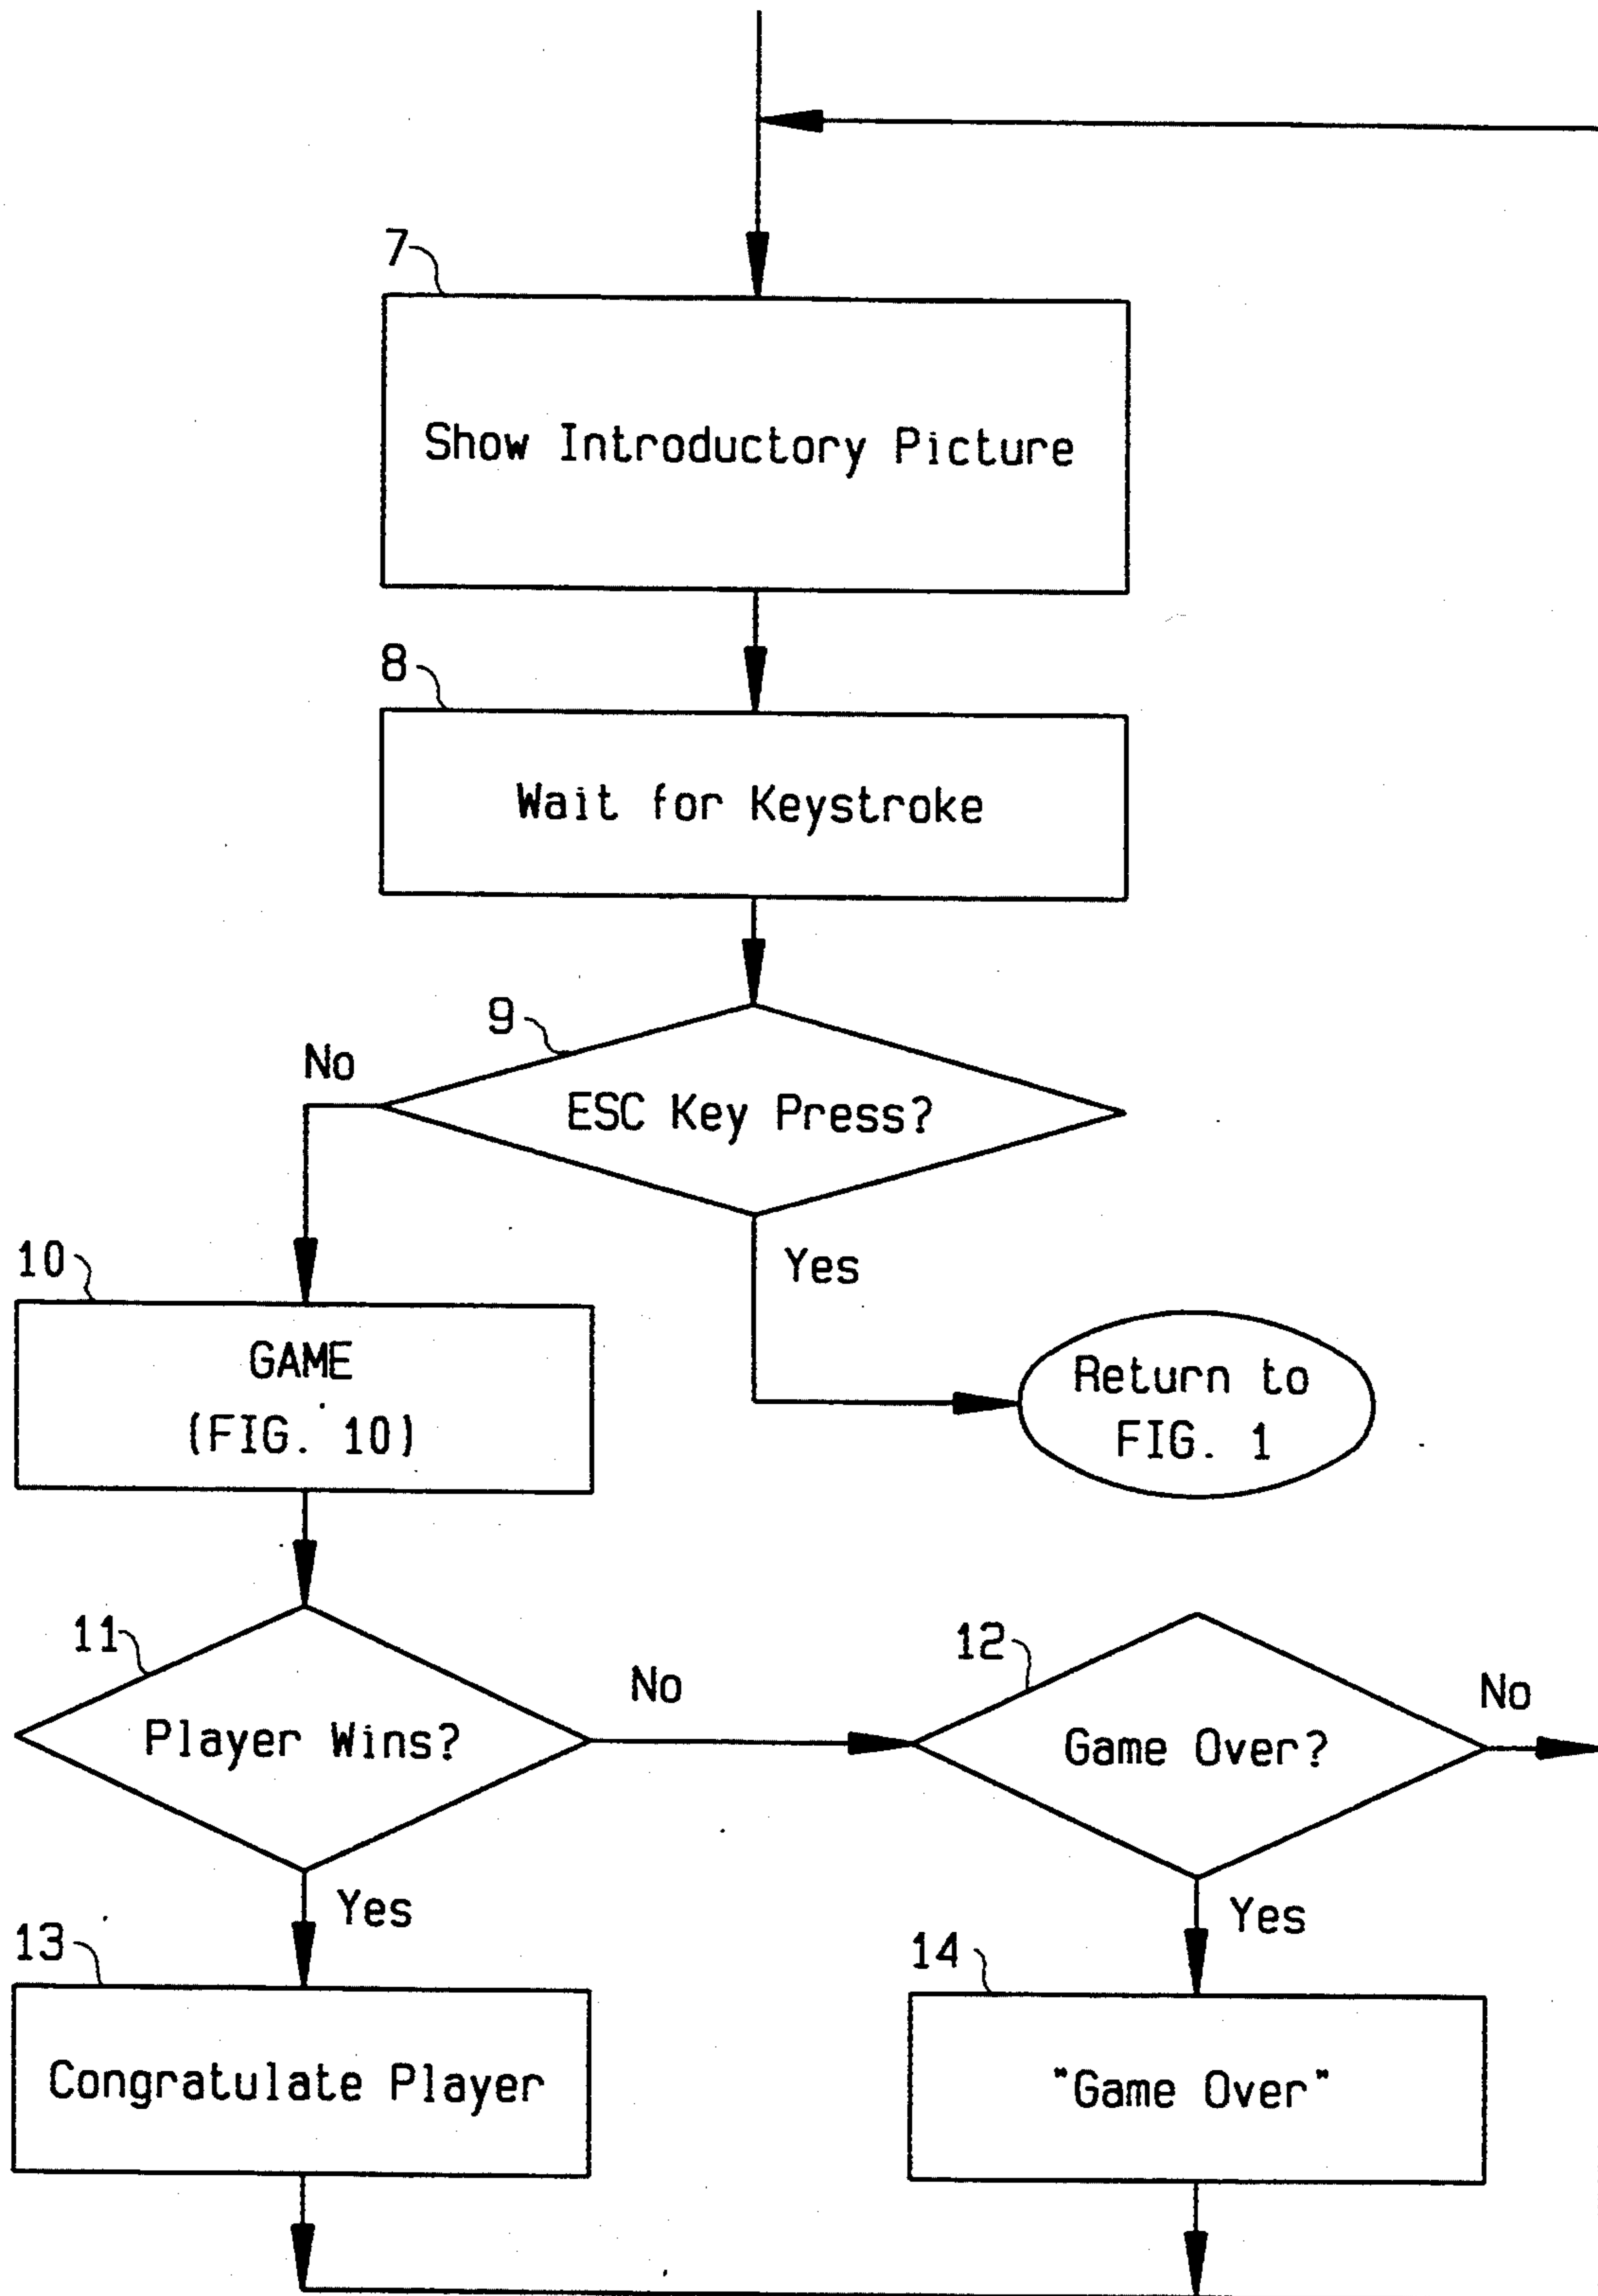 7
Show Introductory Picture
8
Wait for Keystroke
9
No
ESC Key Press?
Yes
10
GAME
(FIG. 10)
Return to
FIG. 1
11
Player Wins?
No
12
Game Over?
No
Yes
Yes
13
Congratulate Player
14
"Game Over"